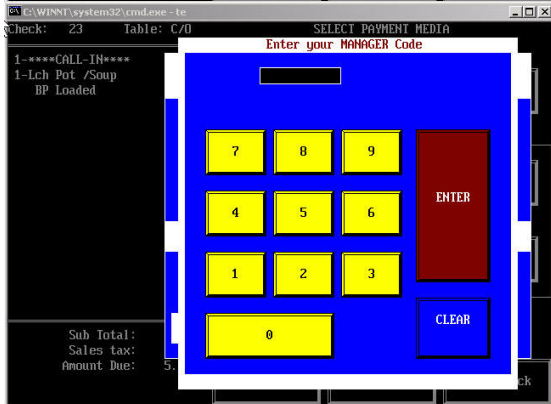 C:\WINNT\system32\cmd.exe - te
Check: 23 Table: C/O SELECT PAYMENT MEDIA
Enter your MANAGER Code
1-****CALL-IN****
1-Lch Pot /Soup
BP Loaded
7 8 9
4 5 6 ENTER
1 2 3
0 CLEAR
Sub Total:
Sales tax:
Amount Due: 5.
ck